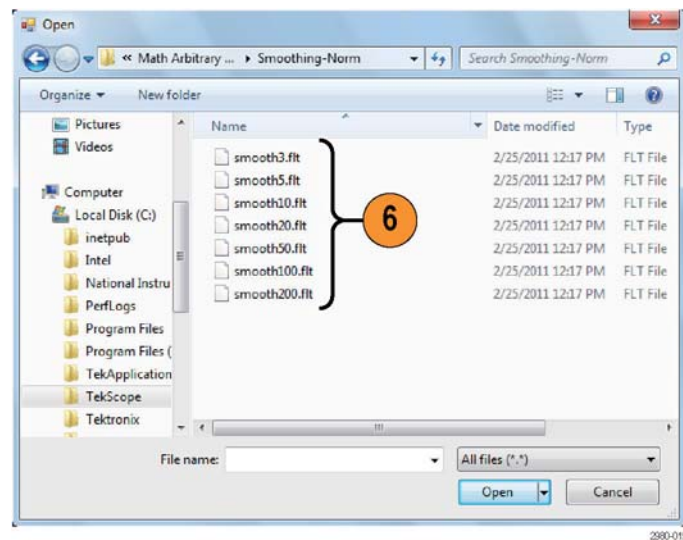 Open
« Math Arbitrary ... ▸ Smoothing-Norm
Search Smoothing-Norm
Organize
New folder
Name
Date modified
Type
Pictures
Videos
Computer
Local Disk (C:)
inetpub
Intel
National Instru
PerfLogs
Program Files
Program Files (
TekApplication
TekScope
Tektronix
smooth3.flt 2/25/2011 12:17 PM FLT File
smooth5.flt 2/25/2011 12:17 PM FLT File
smooth10.flt 2/25/2011 12:17 PM FLT File
smooth20.flt 2/25/2011 12:17 PM FLT File
smooth50.flt 2/25/2011 12:17 PM FLT File
smooth100.flt 2/25/2011 12:17 PM FLT File
smooth200.flt 2/25/2011 12:17 PM FLT File
6
File name:
All files (*.*)
Open
Cancel